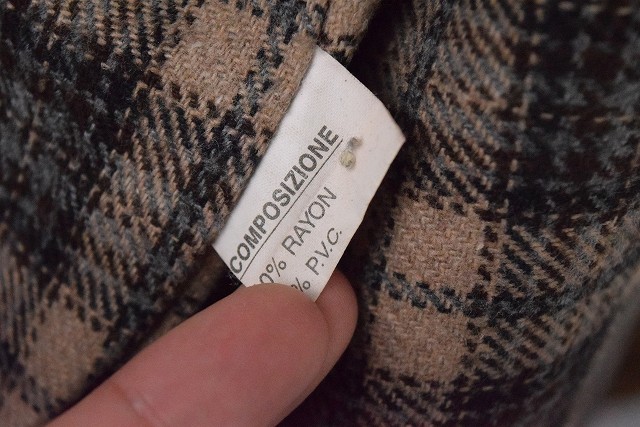 COMPOSIZIONE
0% RAYON
% P.V.C.